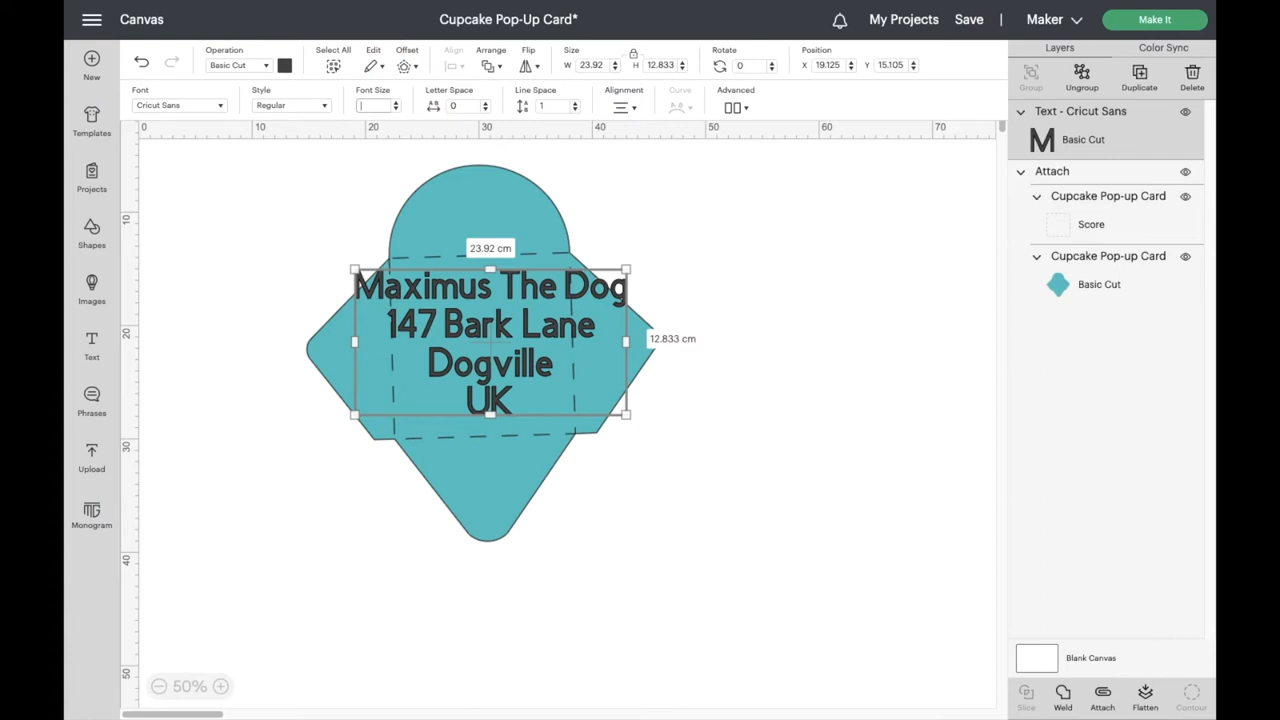 Canvas
Cupcake Pop-Up Card*
My Projects
Save
|
Maker
Make It
Operation
Basic Cut
Select All
Edit
Offset
Align
Arrange
Flip
Size
W 23.92
H 12.833
Rotate
0
Position
X 19.125
Y 15.105
Layers
Color Sync
Group
Ungroup
Duplicate
Delete
Font
Cricut Sans
Style
Regular
Font Size
Letter Space
0
Line Space
1
Alignment
Curve
Advanced
New
Templates
Projects
Shapes
Images
Text
Phrases
Upload
Monogram
0 10 20 30 40 50 60 70
10
20
30
40
50
23.92 cm
12.833 cm
Maximus The Dog
147 Bark Lane
Dogville
UK
50%
Text - Cricut Sans
M Basic Cut
Attach
Cupcake Pop-up Card
Score
Cupcake Pop-up Card
Basic Cut
Blank Canvas
Slice
Weld
Attach
Flatten
Contour